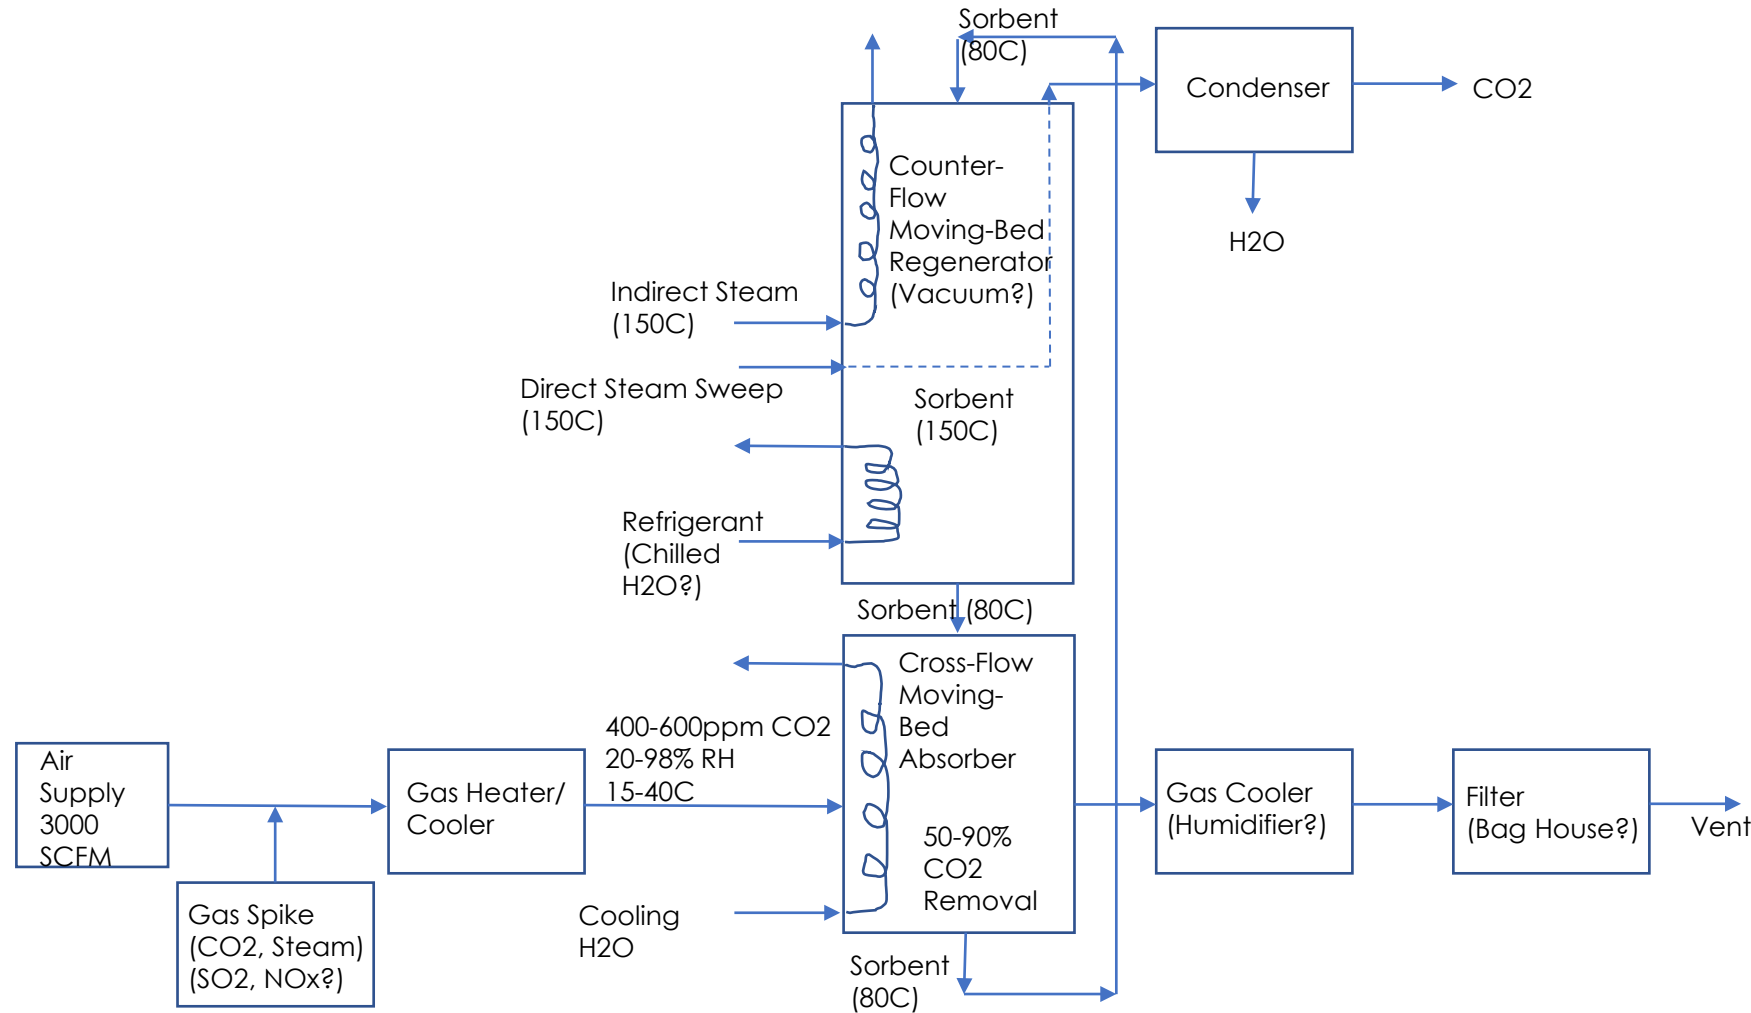 Sorbent
(80C)
Condenser
CO2
H2O
Counter-
Flow
Moving-Bed
Regenerator
(Vacuum?)
Indirect Steam
(150C)
Direct Steam Sweep
(150C)
Sorbent
(150C)
Refrigerant
(Chilled
H2O?)
Sorbent (80C)
Cross-Flow
Moving-
Bed
Absorber
50-90%
CO2
Removal
400-600ppm CO2
20-98% RH
15-40C
Air
Supply
3000
SCFM
Gas Heater/
Cooler
Gas Cooler
(Humidifier?)
Filter
(Bag House?)
Vent
Gas Spike
(CO2, Steam)
(SO2, NOx?)
Cooling
H2O
Sorbent
(80C)